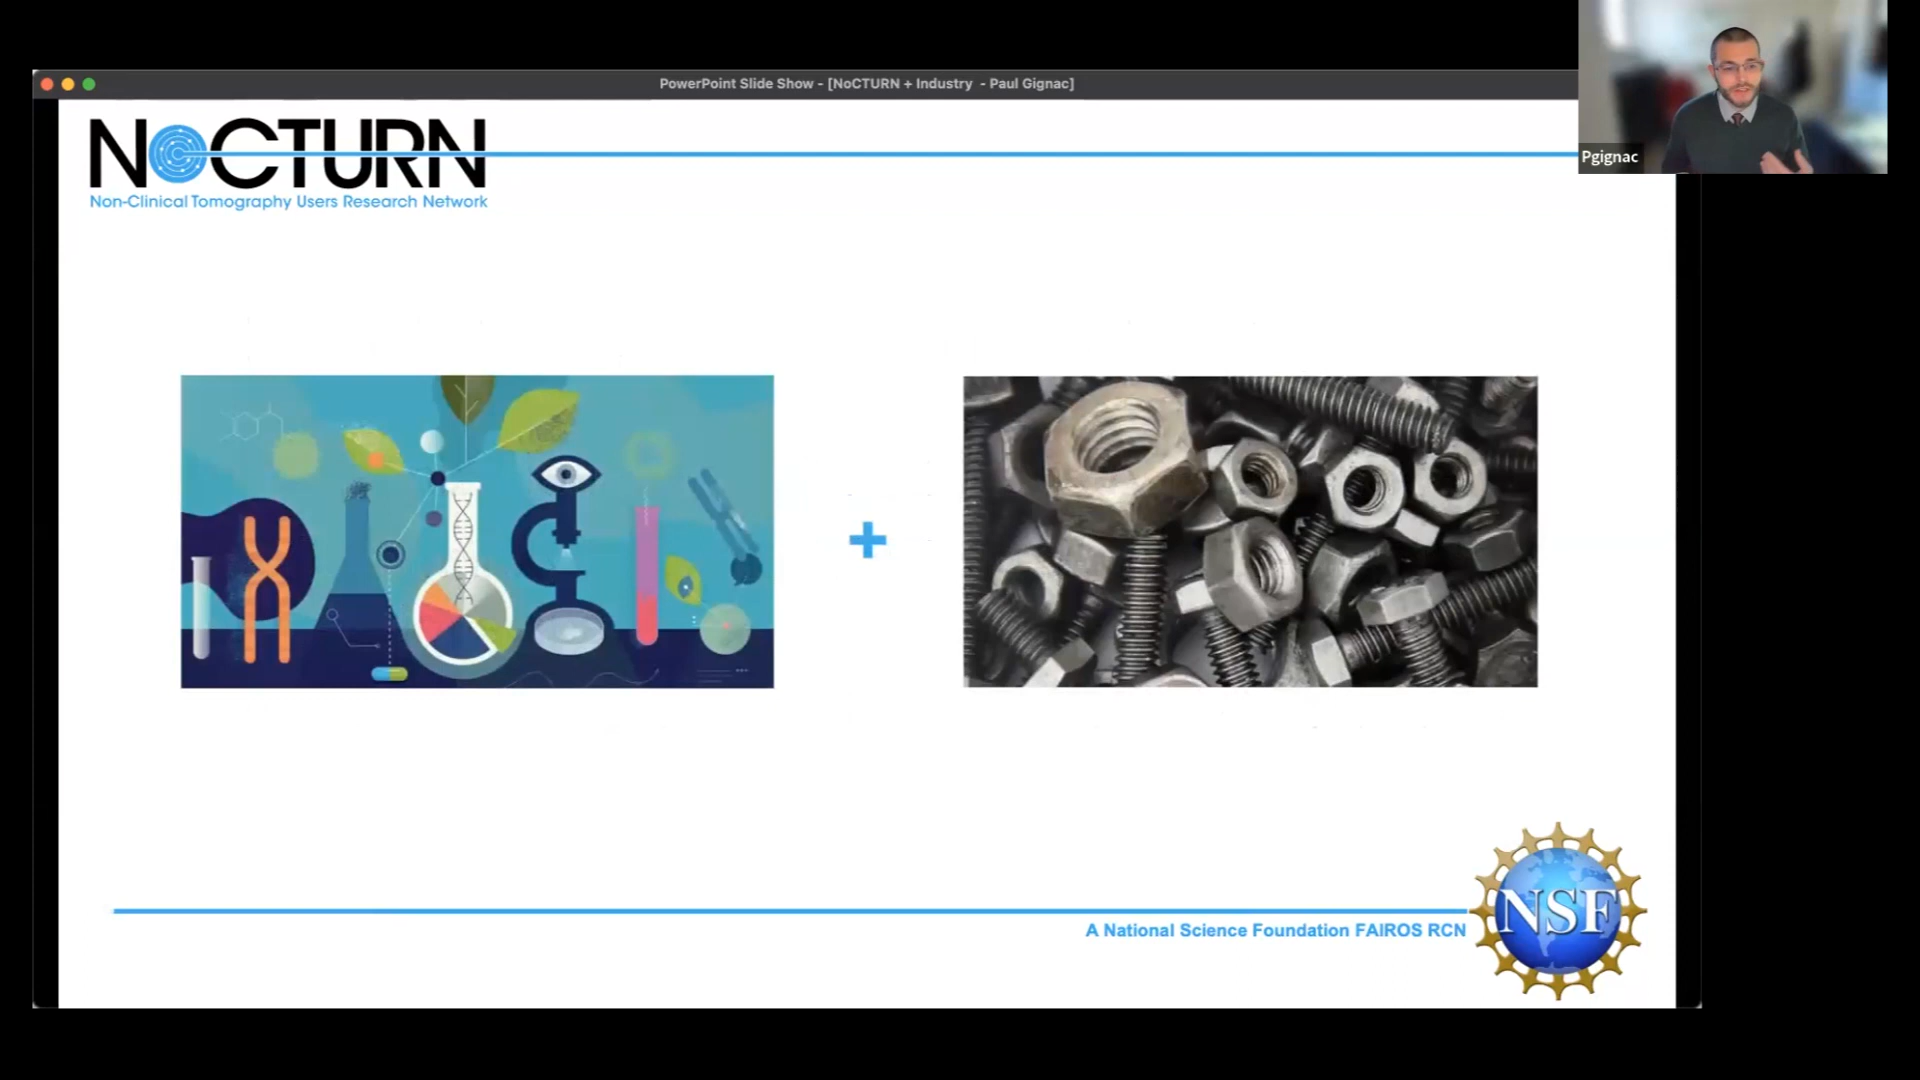 PowerPoint Slide Show - [NoCTURN + Industry - Paul Gignac]
Pgignac
NoCTURN
Non-Clinical Tomography Users Research Network
A National Science Foundation FAIROS RCN
NSF